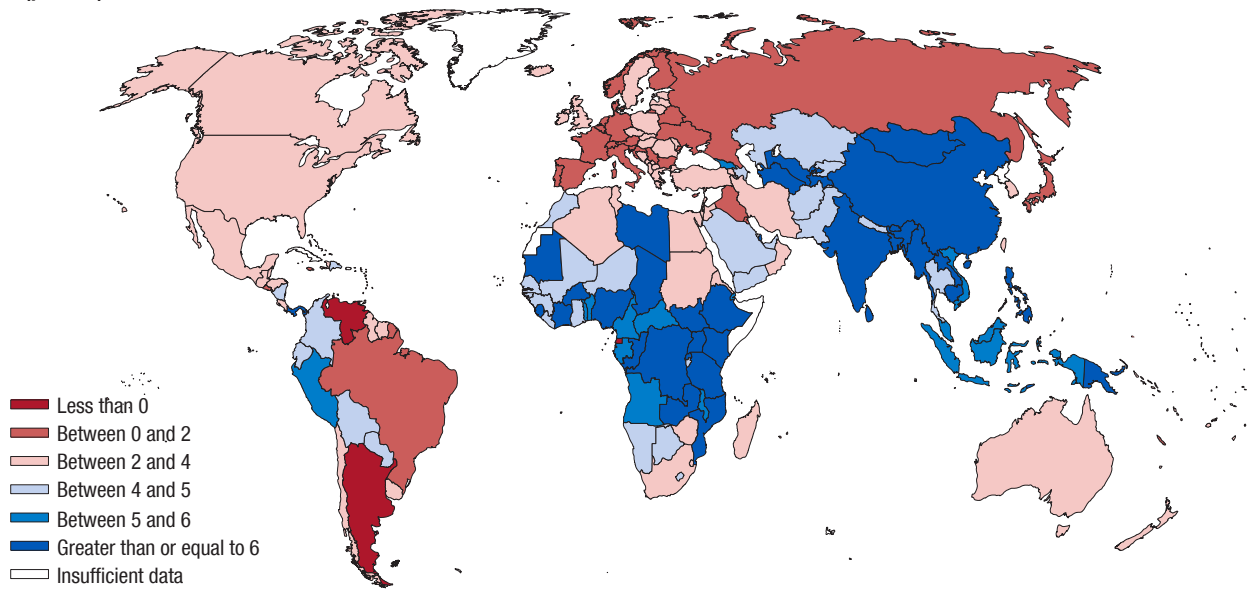 Less than 0
Between 0 and 2
Between 2 and 4
Between 4 and 5
Between 5 and 6
Greater than or equal to 6
Insufficient data